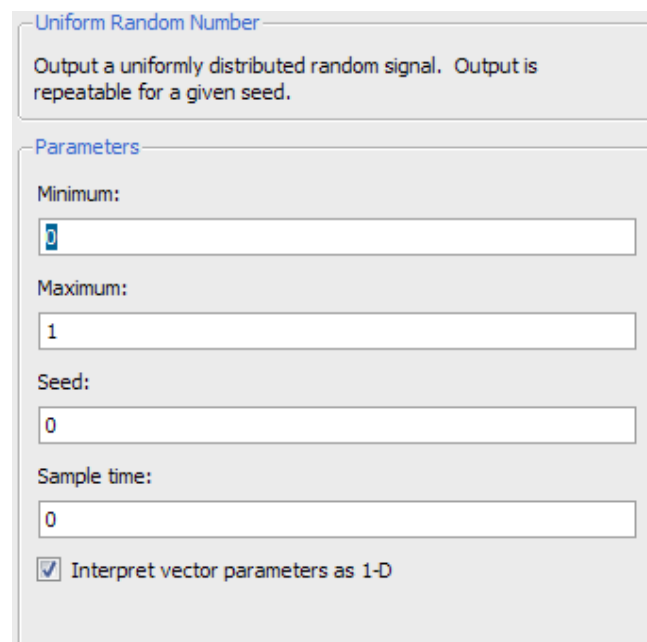 Uniform Random Number
Output a uniformly distributed random signal.  Output is
repeatable for a given seed.
Parameters
Minimum:
0
Maximum:
1
Seed:
0
Sample time:
0
Interpret vector parameters as 1-D